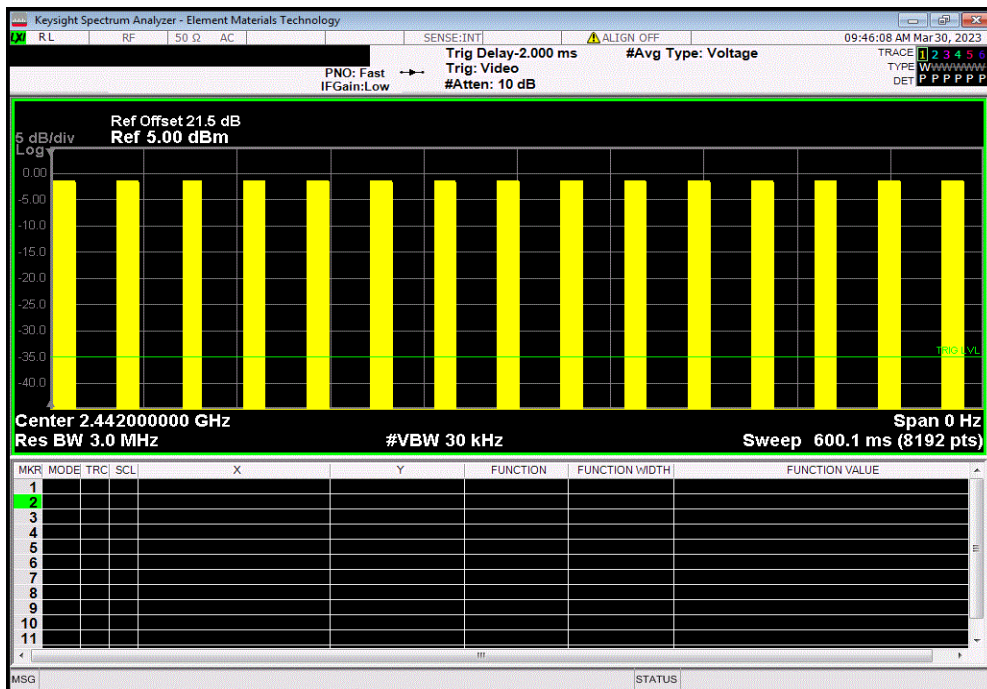 Keysight Spectrum Analyzer - Element Materials Technology
LXI RL RF 50 Ω AC SENSE:INT ALIGN OFF 09:46:08 AM Mar 30, 2023
Trig Delay-2.000 ms #Avg Type: Voltage TRACE 1 2 3 4 5 6
PNO: Fast Trig: Video TYPE WWWWWW
IFGain:Low #Atten: 10 dB DET P P P P P P
Ref Offset 21.5 dB
5 dB/div Ref 5.00 dBm
Log
0.00
-5.00
-10.0
-15.0
-20.0
-25.0
-30.0
-35.0 TRIG LVL
-40.0
Center 2.442000000 GHz Span 0 Hz
Res BW 3.0 MHz #VBW 30 kHz Sweep 600.1 ms (8192 pts)
MKR MODE TRC SCL X Y FUNCTION FUNCTION WIDTH FUNCTION VALUE
1
2
3
4
5
6
7
8
9
10
11
MSG STATUS